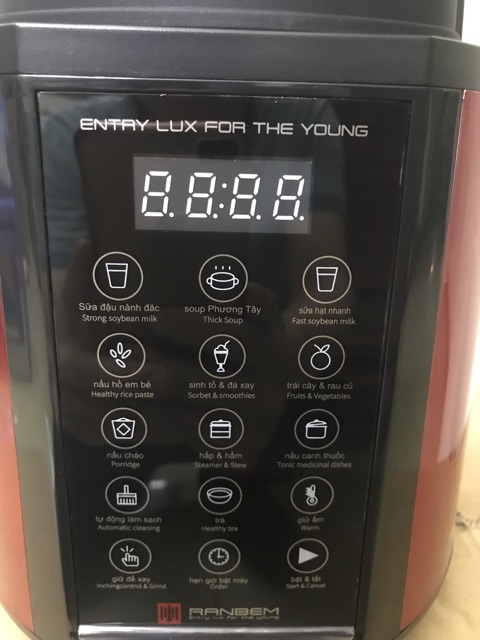 ENTRY LUX FOR THE YOUNG
8.8:8.8.
Sữa đậu nành đặc
Strong soybean milk
soup Phương Tây
Thick Soup
sữa hạt nhanh
Fast soybean milk
nấu hồ em bé
Healthy rice paste
sinh tố & đá xay
Sorbet & smoothies
trái cây & rau củ
Fruits & Vegetables
nấu cháo
Porridge
hấp & hầm
Steamer & Stew
nấu canh thuốc
Tonic medicinal dishes
tự động làm sạch
Automatic cleaning
trà
Healthy tea
giữ ấm
Warm
giữ để xay
Inchingcontrol & Grind
hẹn giờ bật máy
Order
bật & tắt
Start & Cancel
RANBEM
Entry lux for the young